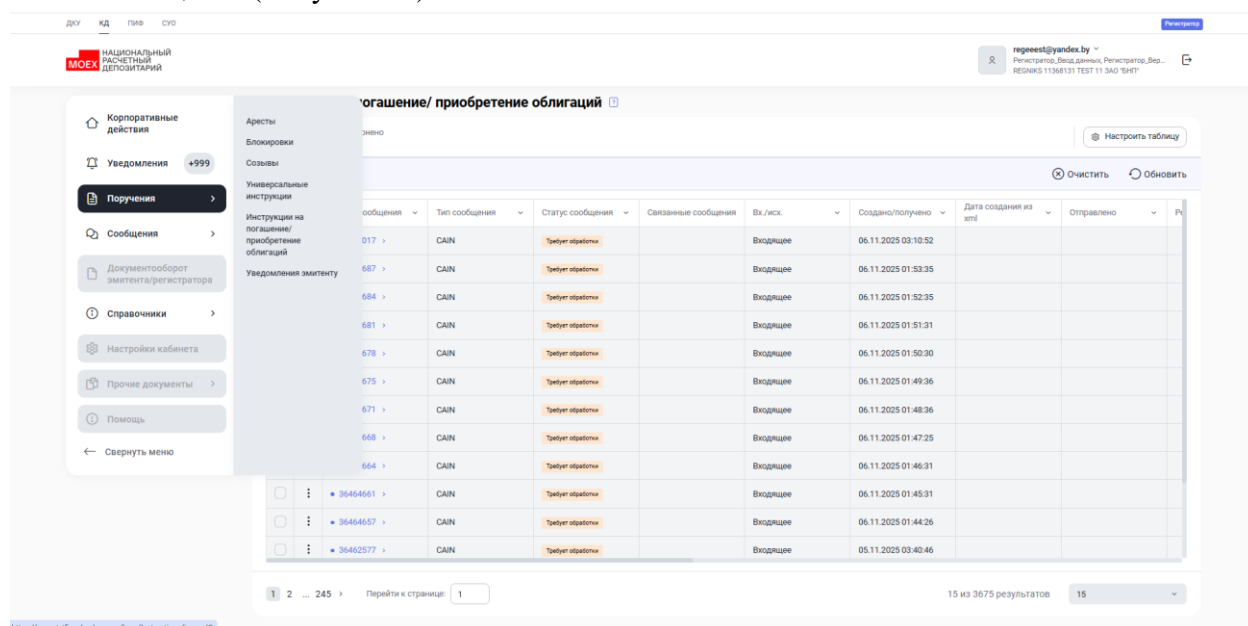 ДКУ КД ПИФ СУО
Регистратор
MOEX НАЦИОНАЛЬНЫЙ
РАСЧЕТНЫЙ
ДЕПОЗИТАРИЙ
regeeest@yandex.by
Регистратор_Ввод данных, Регистратор_Вер...
REGNIKS 11368131 TEST 11 ЗАО "БНП"
огашение/ приобретение облигаций
Настроить таблицу
Очистить Обновить
Корпоративные
действия
Уведомления +999
Поручения
Сообщения
Документооборот
эмитента/регистратора
Справочники
Настройки кабинета
Прочие документы
Помощь
Свернуть меню
Аресты
Блокировки
Созывы
Универсальные
инструкции
Инструкции на
погашение/
приобретение
облигаций
Уведомления эмитенту
ообщения Тип сообщения Статус сообщения Связанные сообщения Вх./исх. Создано/получено Дата создания из xml Отправлено
017 CAIN Требует обработки Входящее 06.11.2025 03:10:52
687 CAIN Требует обработки Входящее 06.11.2025 01:53:35
684 CAIN Требует обработки Входящее 06.11.2025 01:52:35
681 CAIN Требует обработки Входящее 06.11.2025 01:51:31
678 CAIN Требует обработки Входящее 06.11.2025 01:50:30
675 CAIN Требует обработки Входящее 06.11.2025 01:49:36
671 CAIN Требует обработки Входящее 06.11.2025 01:48:36
668 CAIN Требует обработки Входящее 06.11.2025 01:47:25
664 CAIN Требует обработки Входящее 06.11.2025 01:46:31
36464661 CAIN Требует обработки Входящее 06.11.2025 01:45:31
36464657 CAIN Требует обработки Входящее 06.11.2025 01:44:26
36462577 CAIN Требует обработки Входящее 05.11.2025 03:40:46
1 2 ... 245 Перейти к странице: 1
15 из 3675 результатов 15